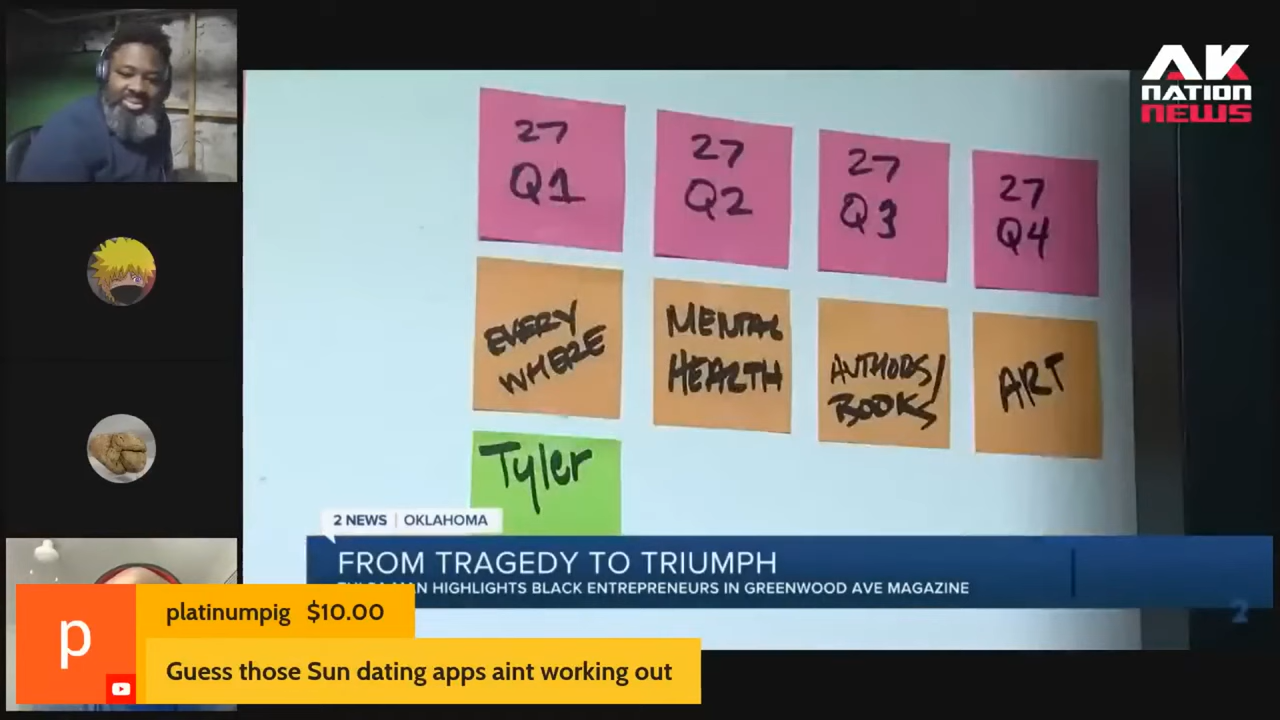 AK
NATION
NEWS
27
Q1
27
Q2
27
Q3
27
Q4
EVERY
WHERE
MENTAL
HEALTH
AUTHORS/
BOOKS
ART
Tyler
2 NEWS | OKLAHOMA
FROM TRAGEDY TO TRIUMPH
HIGHLIGHTS BLACK ENTREPRENEURS IN GREENWOOD AVE MAGAZINE
2
p
platinumpig $10.00
Guess those Sun dating apps aint working out